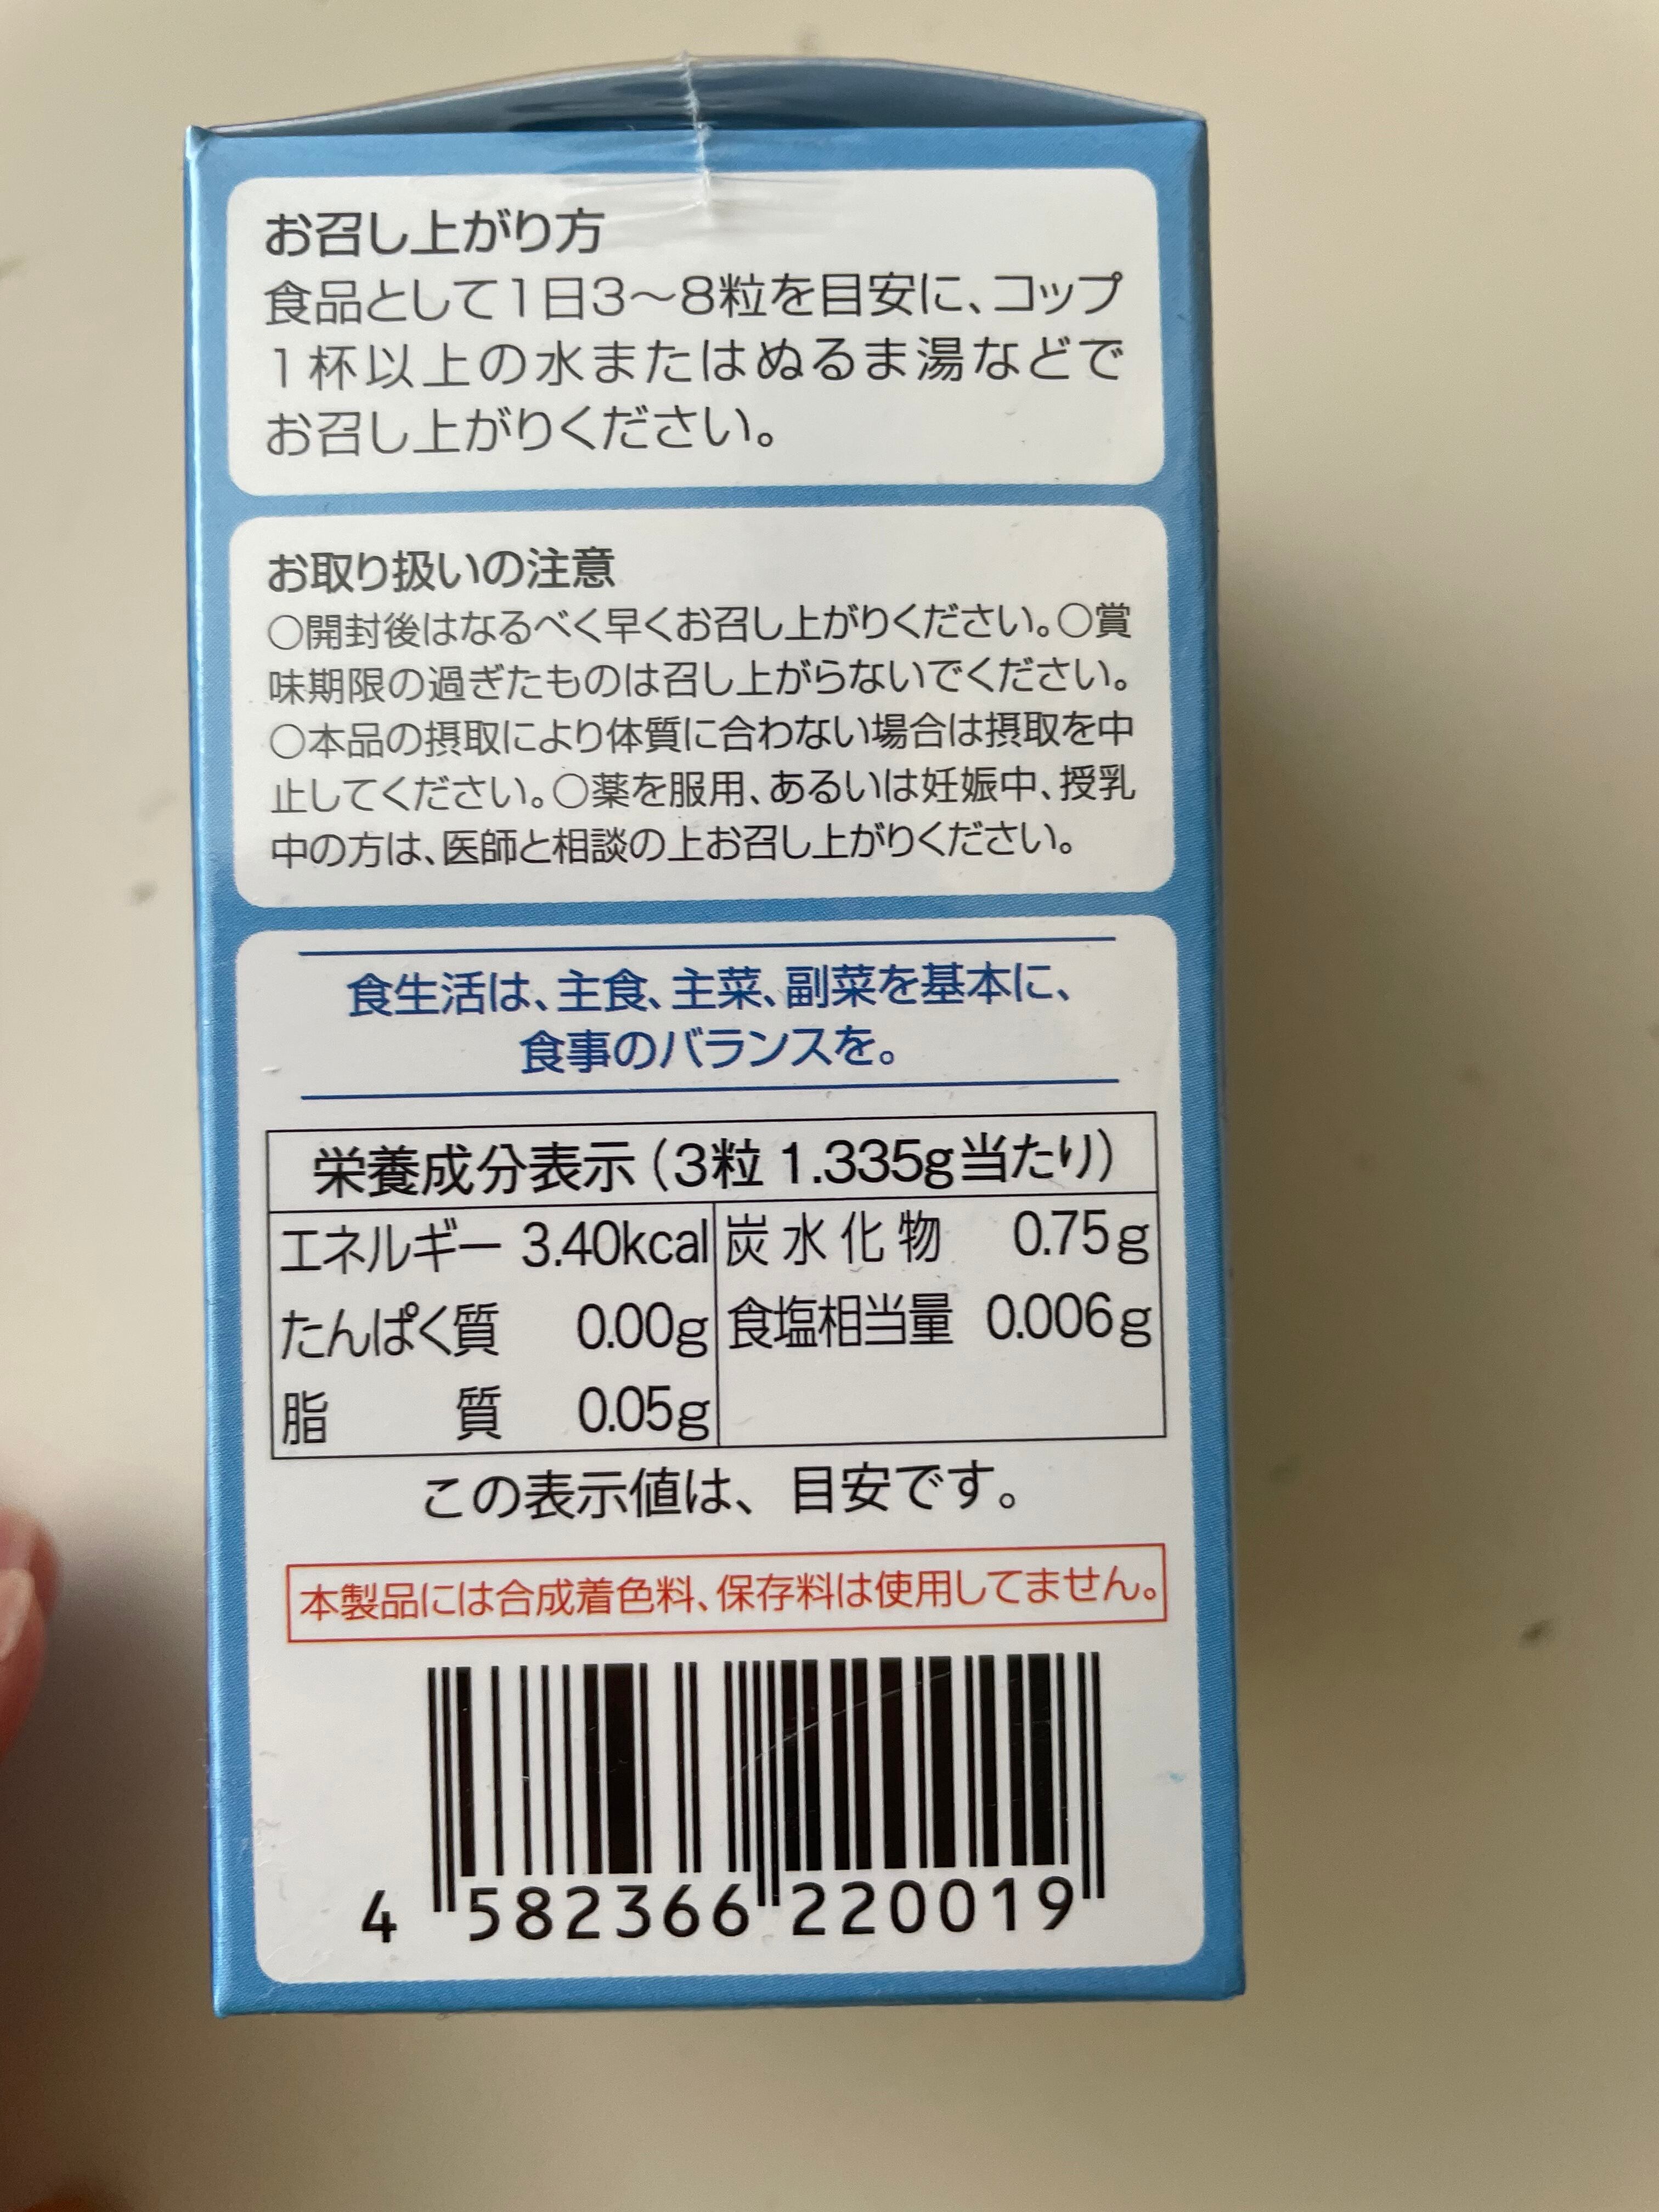 お召し上がり方
食品として1日3〜8粒を目安に、コップ
1杯以上の水またはぬるま湯などで
お召し上がりください。
お取り扱いの注意
○開封後はなるべく早くお召し上がりください。○賞
味期限の過ぎたものは召し上がらないでください。
○本品の摂取により体質に合わない場合は摂取を中
止してください。○薬を服用、あるいは妊娠中、授乳
中の方は、医師と相談の上お召し上がりください。
食生活は、主食、主菜、副菜を基本に、
食事のバランスを。
栄養成分表示（3粒 1.335g当たり）
エネルギー 3.40kcal 炭水化物 0.75g
たんぱく質 0.00g 食塩相当量 0.006g
脂質 0.05g
この表示値は、目安です。
本製品には合成着色料、保存料は使用してません。
4 582366 220019